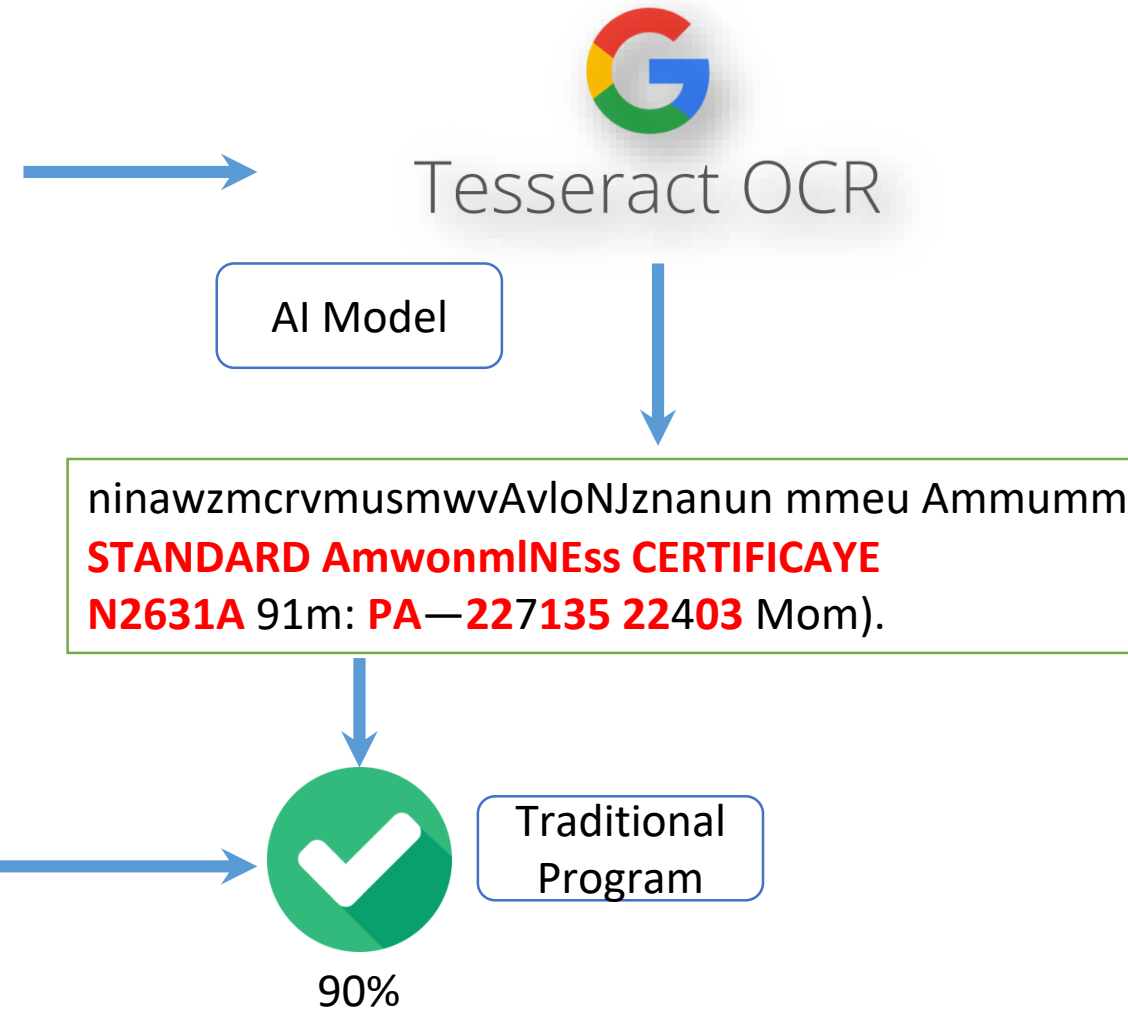 Tesseract OCR
AI Model
ninawzmcrvmusmwvAvloNJznanun mmeu Ammumm
STANDARD AmwonmlNEss CERTIFICAYE
N2631A 91m: PA—227135 22403 Mom).
Traditional
Program
90%